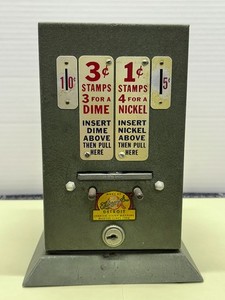 10¢
3¢
STAMPS
3 FOR A
DIME
INSERT
DIME
ABOVE
THEN PULL
HERE
1¢
STAMPS
4 FOR A
NICKEL
INSERT
NICKEL
ABOVE
THEN PULL
HERE
5¢
DETROIT